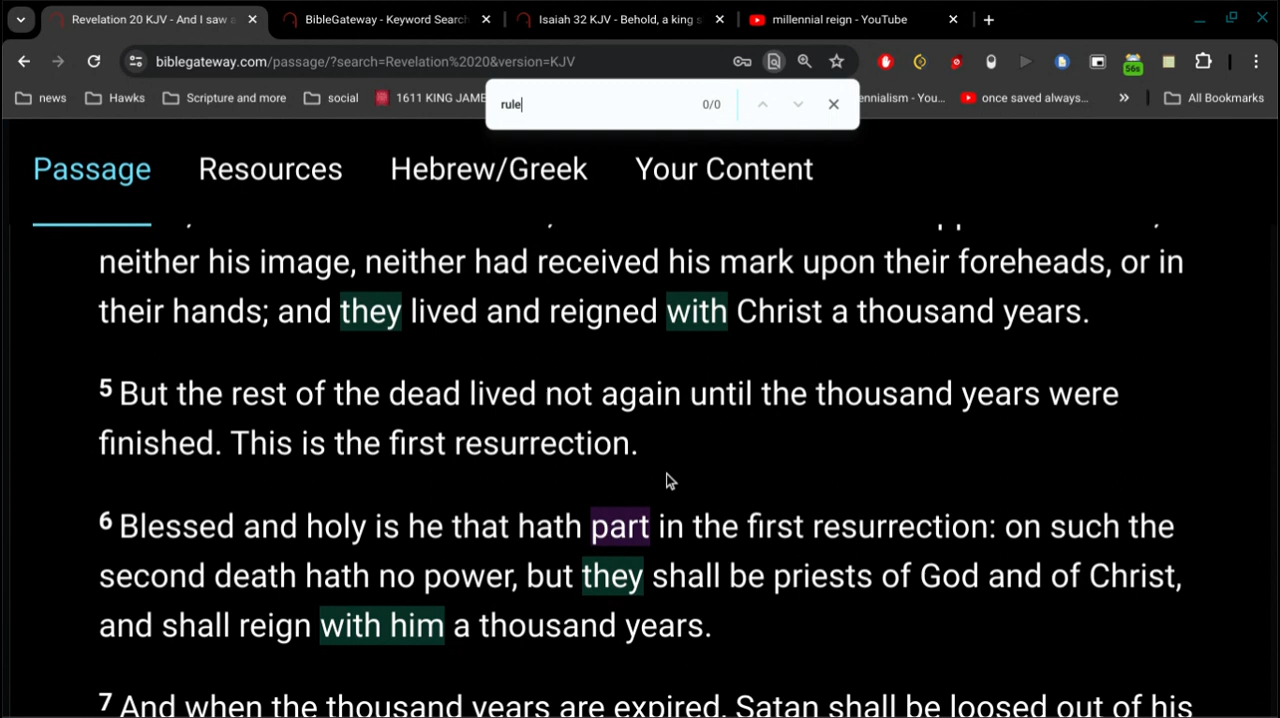 Revelation 20 KJV - And I saw a
BibleGateway - Keyword Search
Isaiah 32 KJV - Behold, a king s
millennial reign - YouTube
biblegateway.com/passage/?search=Revelation%2020&version=KJV
56s
news
Hawks
Scripture and more
social
1611 KING JAME
ennialism - You...
once saved always...
All Bookmarks
rule
0/0
Passage
Resources
Hebrew/Greek
Your Content
neither his image, neither had received his mark upon their foreheads, or in
their hands; and they lived and reigned with Christ a thousand years.
5 But the rest of the dead lived not again until the thousand years were
finished. This is the first resurrection.
6 Blessed and holy is he that hath part in the first resurrection: on such the
second death hath no power, but they shall be priests of God and of Christ,
and shall reign with him a thousand years.
7 And when the thousand years are expired, Satan shall be loosed out of his